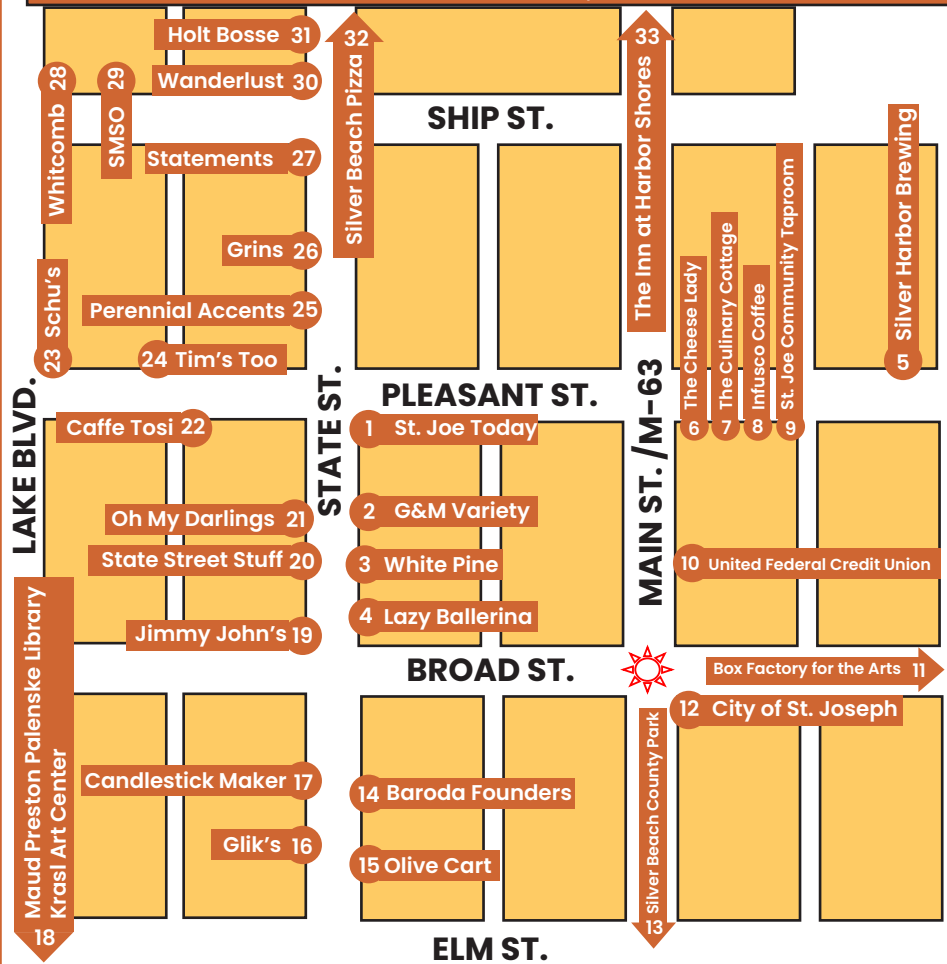 Holt Bosse 31
32 Silver Beach Pizza
33 The Inn at Harbor Shores
Wanderlust 30
Whitcomb 28
SMSO 29
SHIP ST.
Statements 27
Silver Harbor Brewing 5
Grins 26
Perennial Accents 25
23 Schu's
24 Tim's Too
The Cheese Lady 6
The Culinary Cottage 7
Infusco Coffee 8
St. Joe Community Taproom 9
LAKE BLVD.
STATE ST.
PLEASANT ST.
MAIN ST. /M-63
Caffe Tosi 22
1 St. Joe Today
Oh My Darlings 21
2 G&M Variety
State Street Stuff 20
3 White Pine
10 United Federal Credit Union
Jimmy John's 19
4 Lazy Ballerina
BROAD ST.
Box Factory for the Arts 11
12 City of St. Joseph
Maud Preston Palenske Library
Krasl Art Center
18
Candlestick Maker 17
14 Baroda Founders
Silver Beach County Park
13
Glik's 16
15 Olive Cart
ELM ST.